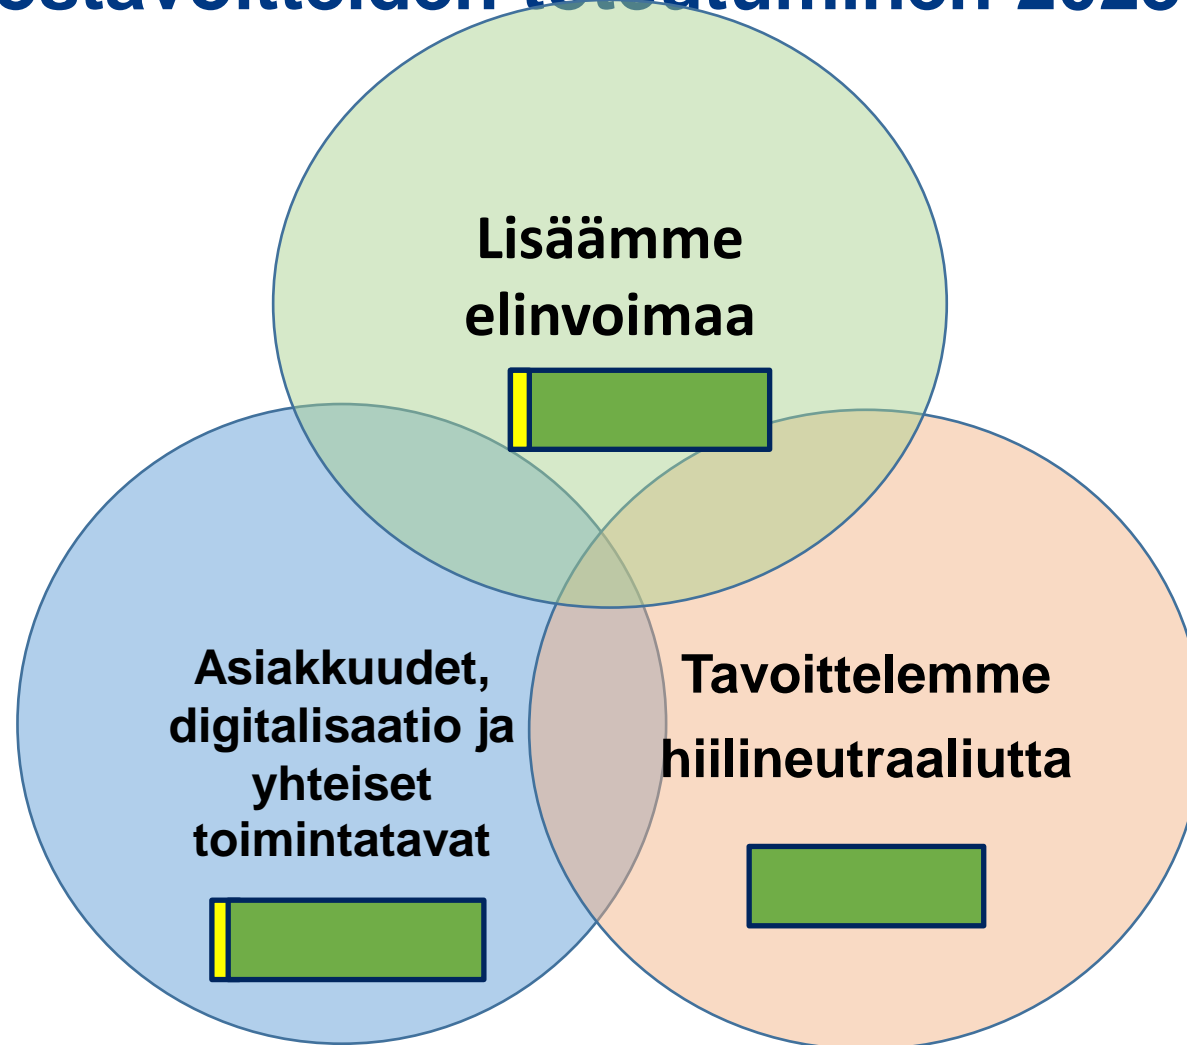 Lisäämme
elinvoimaa
Asiakkuudet,
digitalisaatio ja
yhteiset
toimintatavat
Tavoittelemme
hiilineutraaliutta